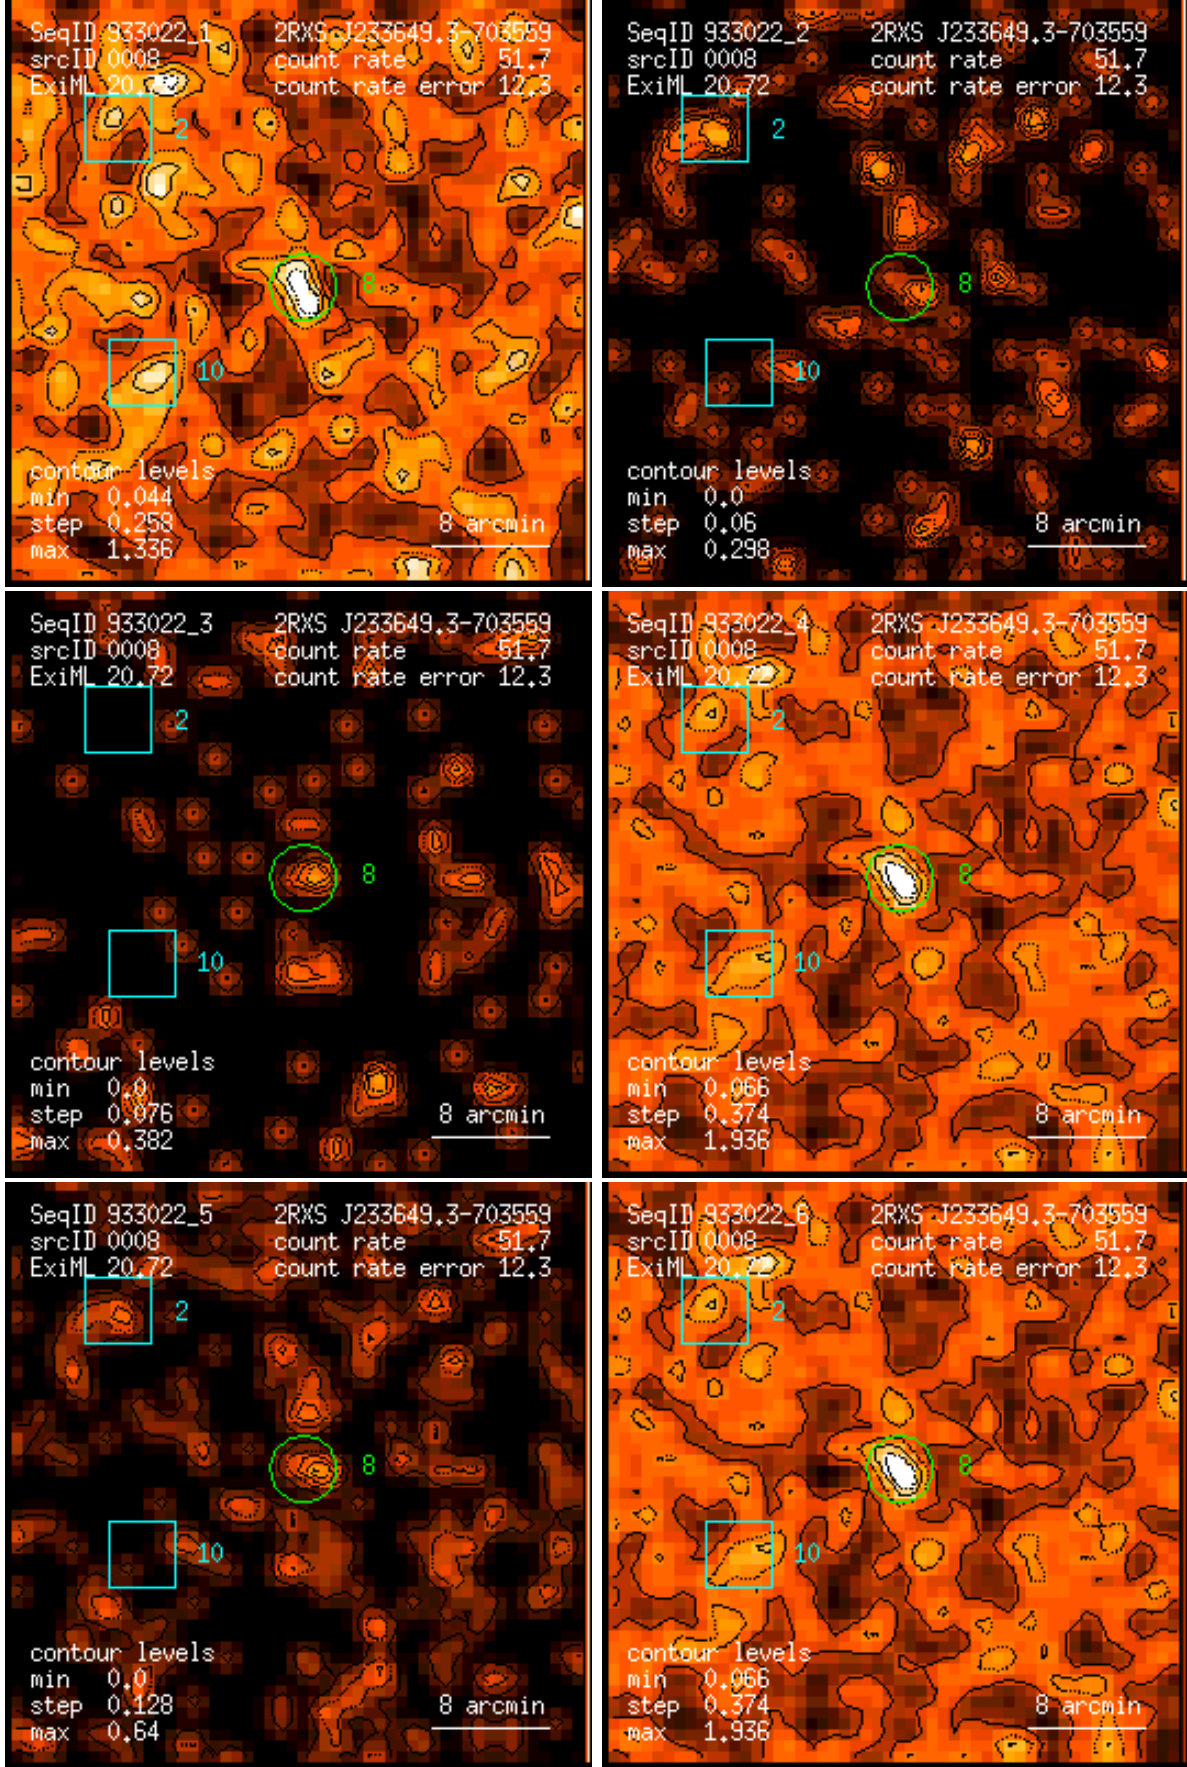 SeqID 933022_1 2RXS J233649.3-703559
srcID 0008 count rate 51.7
ExiML 20.72 count rate error 12.3
2
8
10
contour levels
min 0.044
step 0.258
max 1.336
8 arcmin
SeqID 933022_2 2RXS J233649.3-703559
srcID 0008 count rate 51.7
ExiML 20.72 count rate error 12.3
2
8
10
contour levels
min 0.0
step 0.06
max 0.298
8 arcmin
SeqID 933022_3 2RXS J233649.3-703559
srcID 0008 count rate 51.7
ExiML 20.72 count rate error 12.3
2
8
10
contour levels
min 0.0
step 0.076
max 0.382
8 arcmin
SeqID 933022_4 2RXS J233649.3-703559
srcID 0008 count rate 51.7
ExiML 20.72 count rate error 12.3
2
8
10
contour levels
min 0.066
step 0.374
max 1.936
8 arcmin
SeqID 933022_5 2RXS J233649.3-703559
srcID 0008 count rate 51.7
ExiML 20.72 count rate error 12.3
2
8
10
contour levels
min 0.0
step 0.128
max 0.64
8 arcmin
SeqID 933022_6 2RXS J233649.3-703559
srcID 0008 count rate 51.7
ExiML 20.72 count rate error 12.3
2
8
10
contour levels
min 0.066
step 0.374
max 1.936
8 arcmin